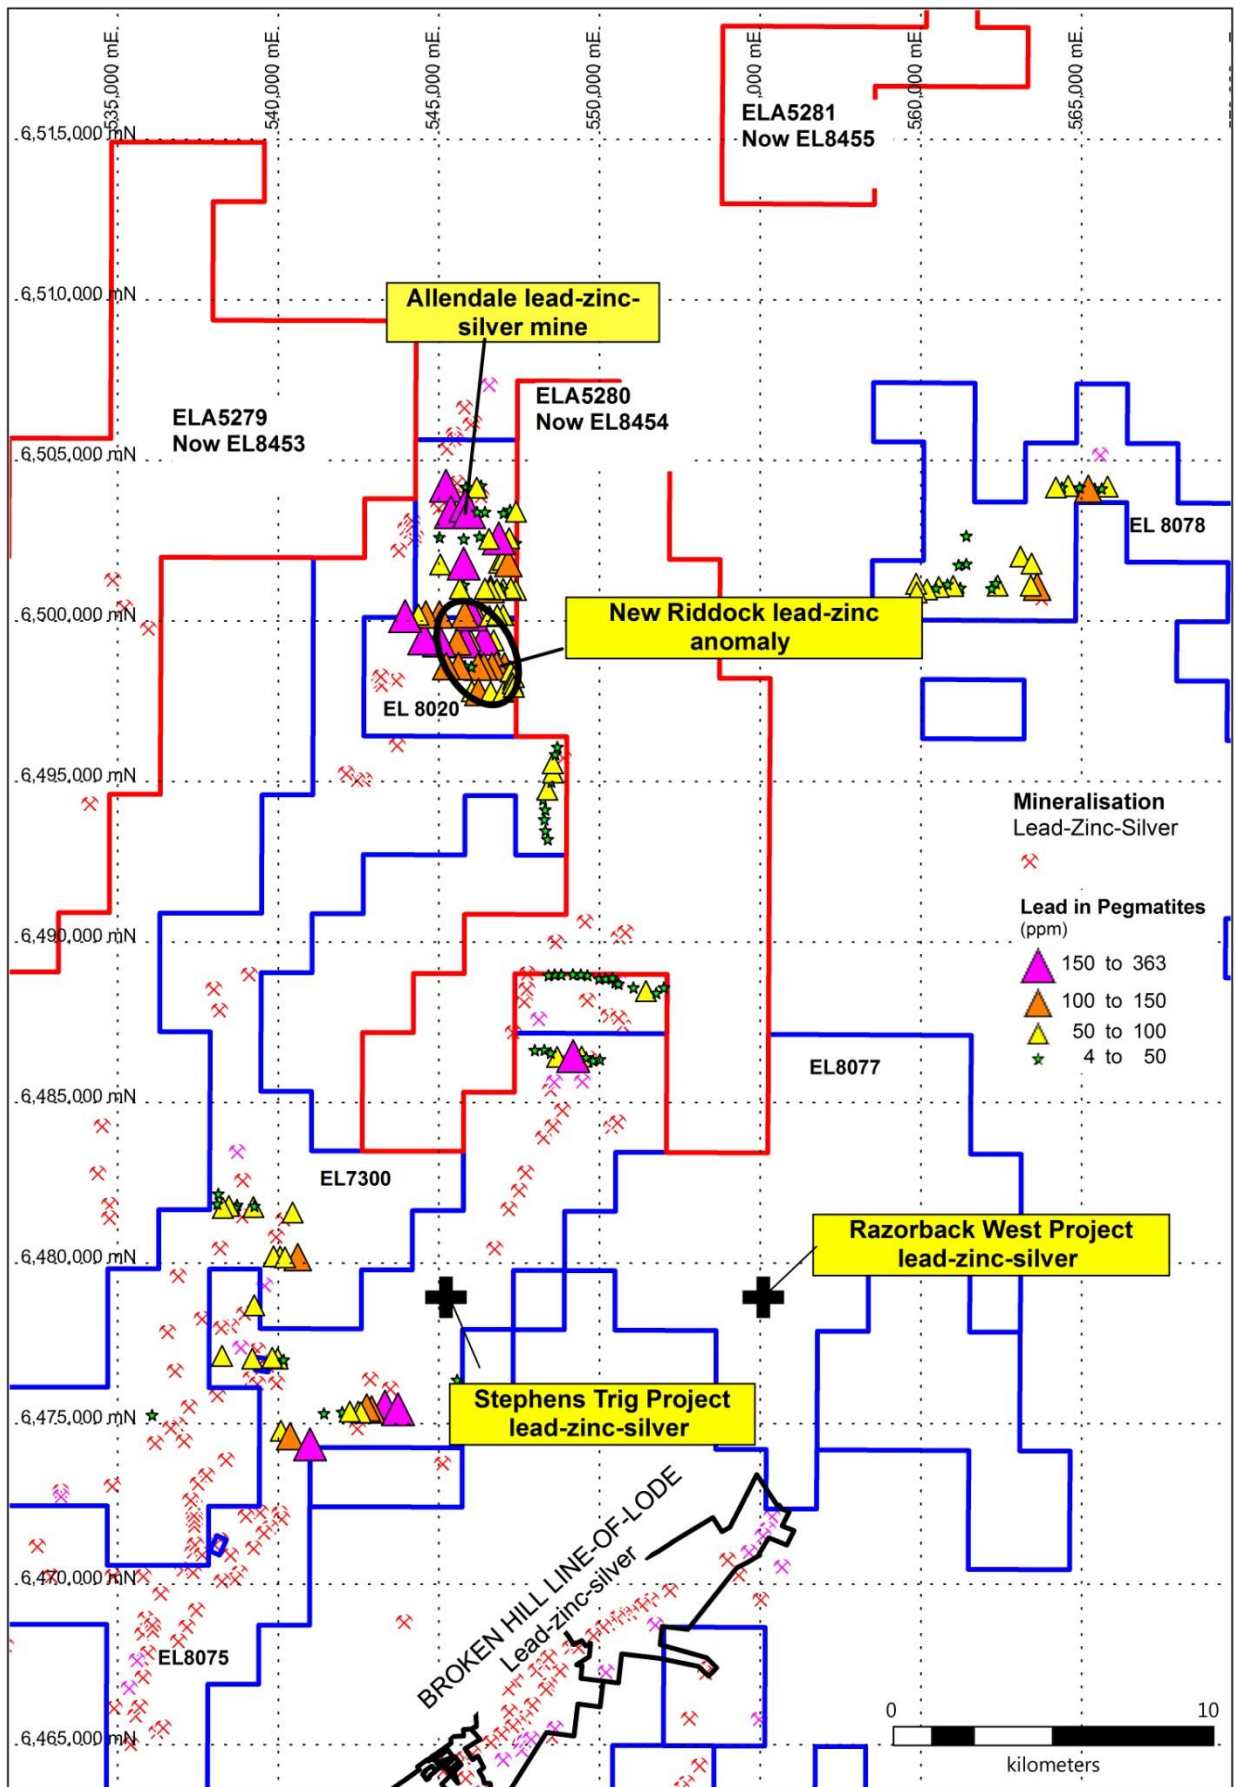 535,000 mE.
540,000 mE.
545,000 mE.
550,000 mE.
,000 mE.
560,000 mE.
565,000 mE.
6,515,000 mN
ELA5281
Now EL8455
6,510,000 mN
Allendale lead-zinc-
silver mine
ELA5279
Now EL8453
ELA5280
Now EL8454
6,505,000 mN
EL 8078
6,500,000 mN
New Riddock lead-zinc
anomaly
EL 8020
6,495,000 mN
Mineralisation
Lead-Zinc-Silver
Lead in Pegmatites
(ppm)
150 to 363
100 to 150
50 to 100
4 to 50
6,490,000 mN
EL8077
6,485,000 mN
EL7300
6,480,000 mN
Razorback West Project
lead-zinc-silver
Stephens Trig Project
lead-zinc-silver
6,475,000 mN
BROKEN HILL LINE-OF-LODE
Lead-zinc-silver
6,470,000 mN
EL8075
6,465,000 mN
0 10
kilometers